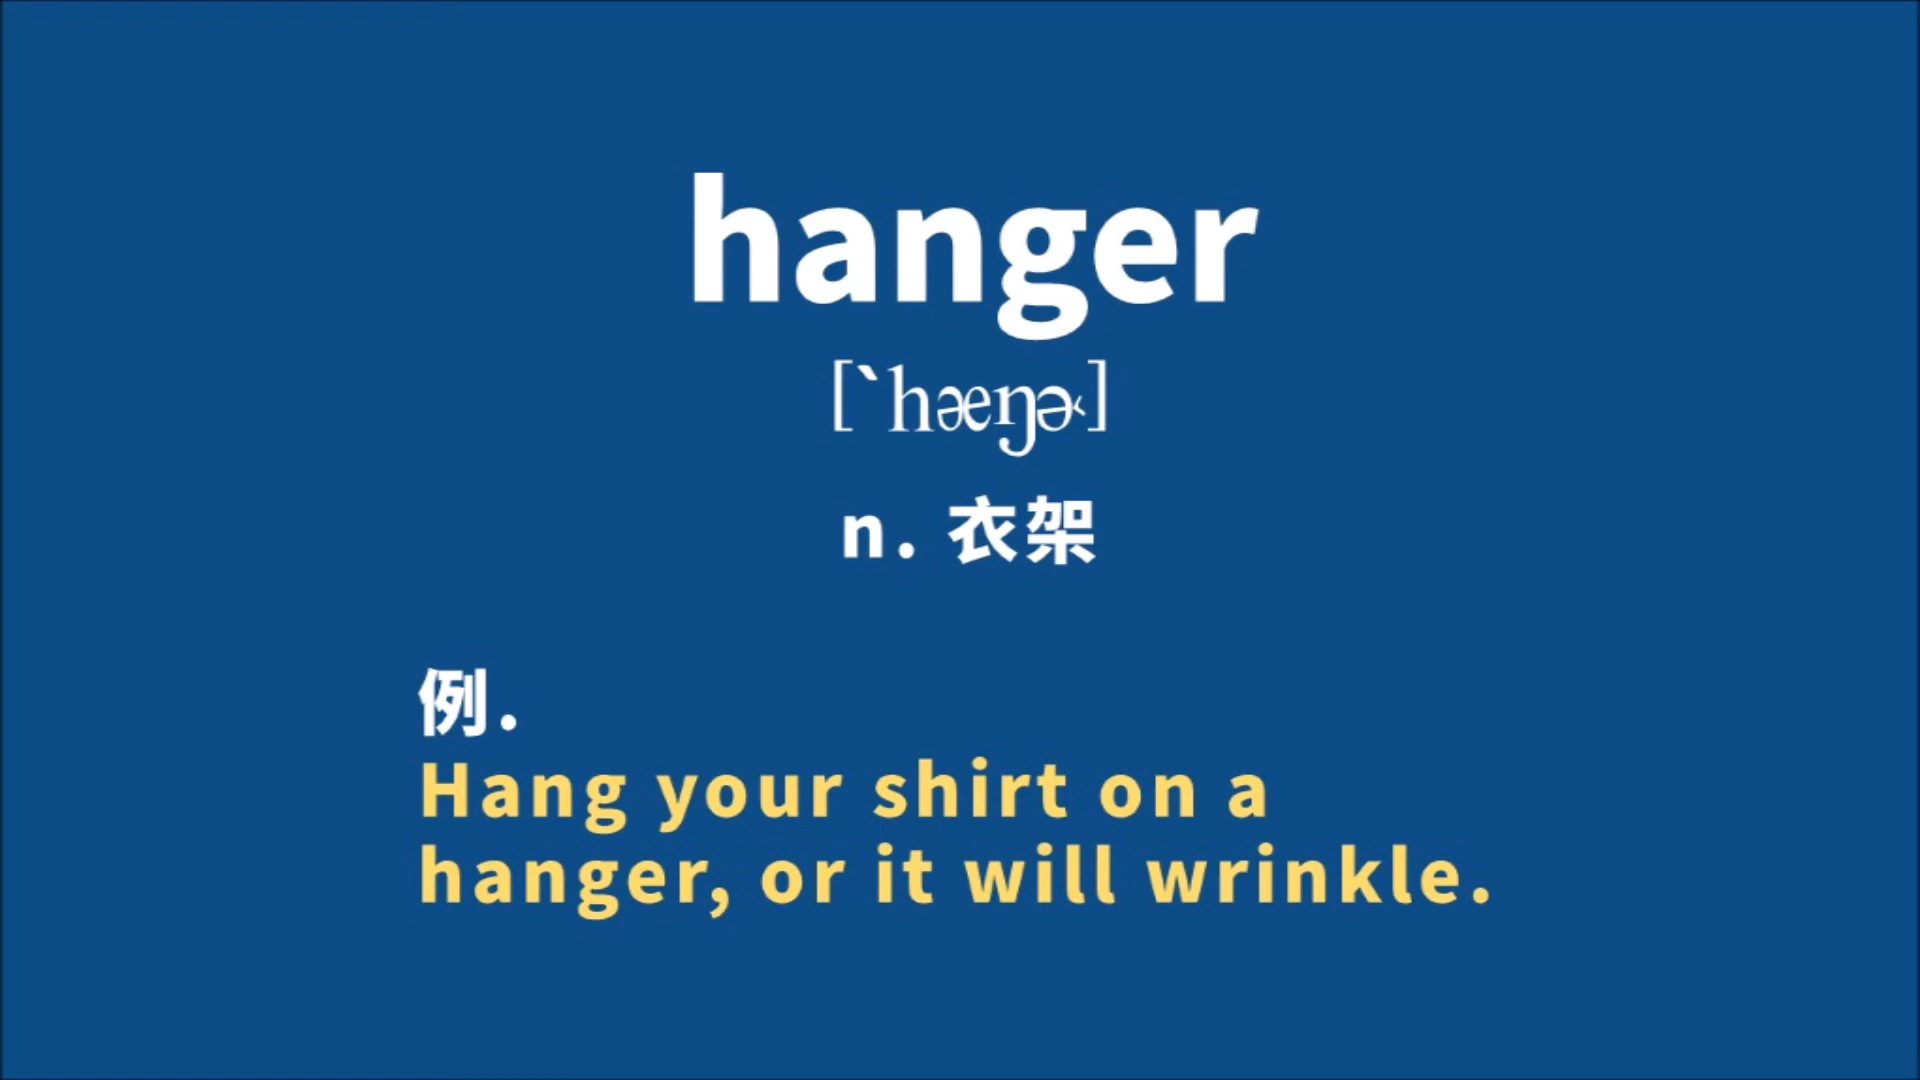 hanger
[ˋhæŋɚ]
n. 衣架
例.
Hang your shirt on a
hanger, or it will wrinkle.